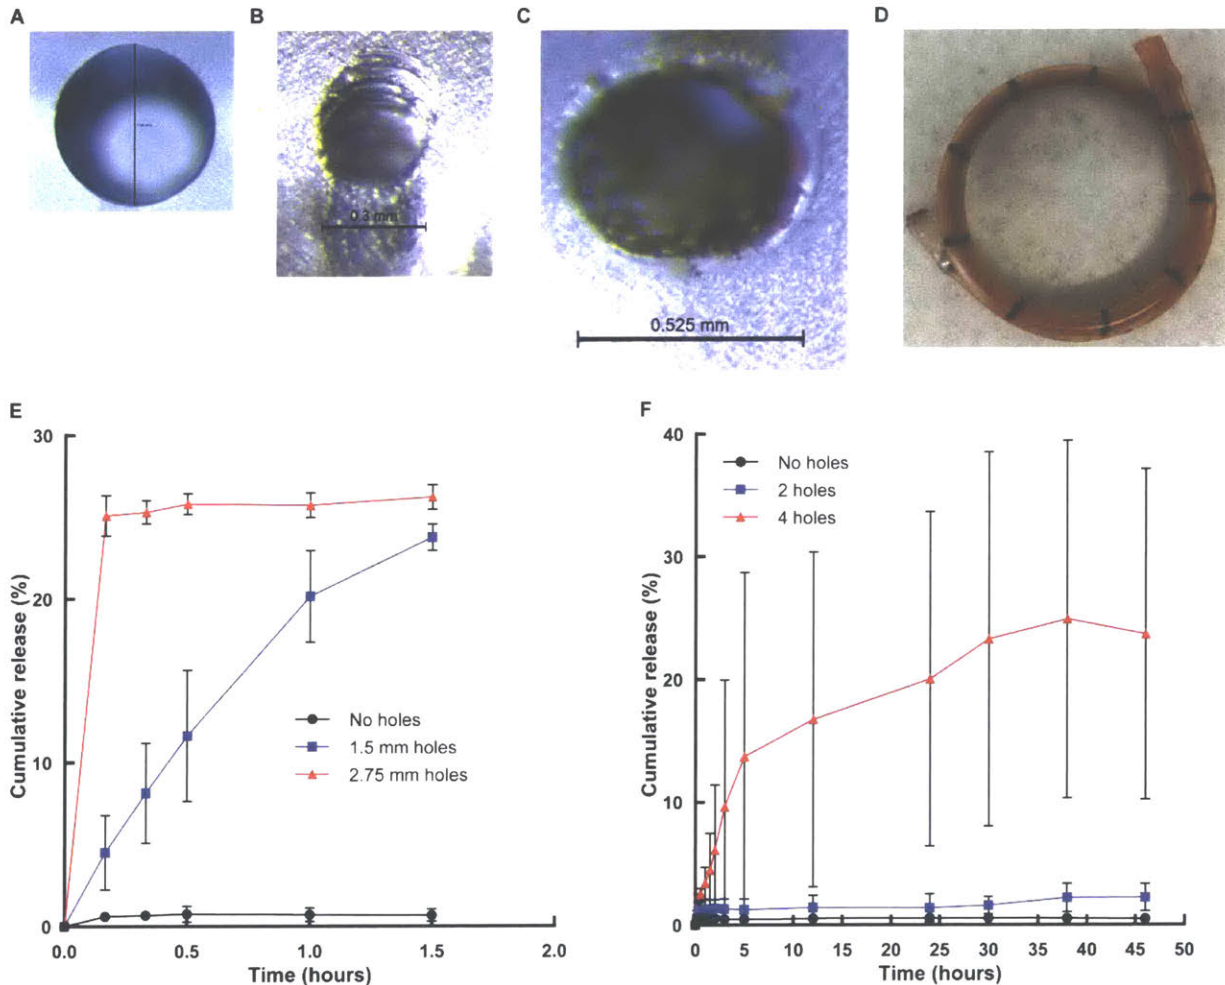 A
B
C
D
0.3 mm
0.525 mm
E
F
30
20
10
0
Cumulative release (%)
No holes
1.5 mm holes
2.75 mm holes
0.0
0.5
1.0
1.5
2.0
Time (hours)
40
30
20
10
0
Cumulative release (%)
No holes
2 holes
4 holes
0
5
10
15
20
25
30
35
40
45
50
Time (hours)